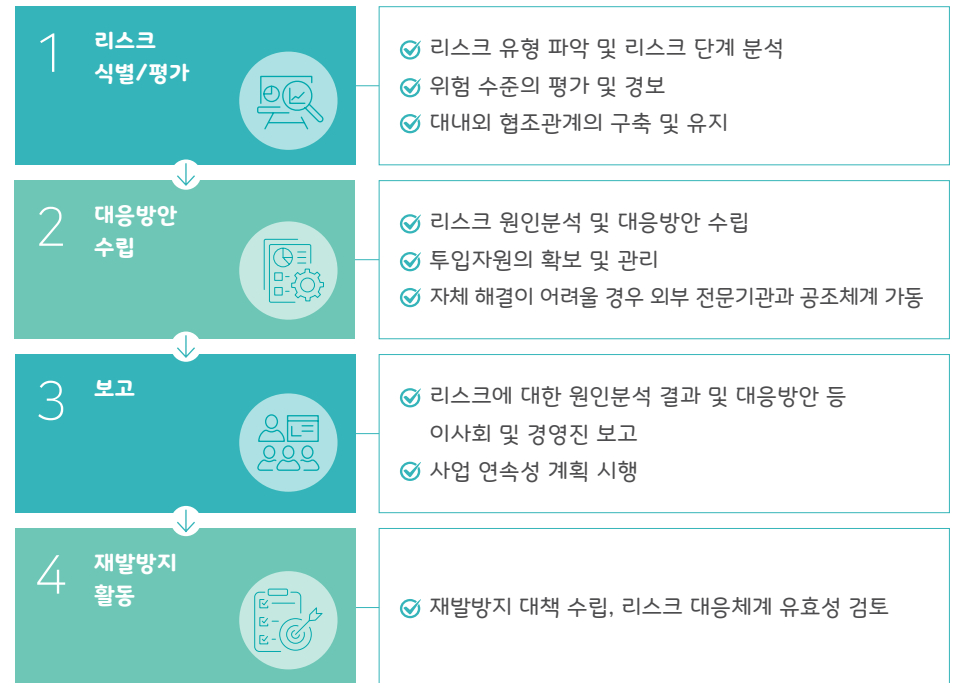 1
리스크
식별/평가
리스크 유형 파악 및 리스크 단계 분석
위험 수준의 평가 및 경보
대내외 협조관계의 구축 및 유지
2
대응방안
수립
리스크 원인분석 및 대응방안 수립
투입자원의 확보 및 관리
자체 해결이 어려울 경우 외부 전문기관과 공조체계 가동
3
보고
리스크에 대한 원인분석 결과 및 대응방안 등
이사회 및 경영진 보고
사업 연속성 계획 시행
4
재발방지
활동
재발방지 대책 수립, 리스크 대응체계 유효성 검토